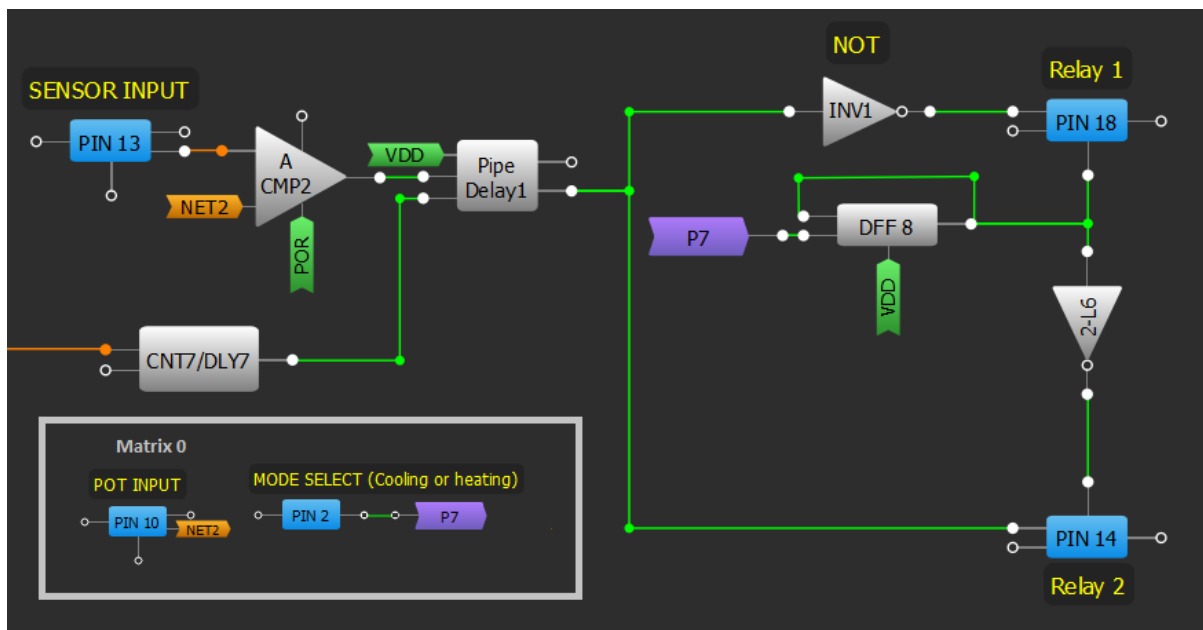 NOT
Relay 1
SENSOR INPUT
PIN 13
A
CMP2
NET2
POR
VDD
Pipe
Delay1
INV1
PIN 18
P7
DFF 8
VDD
2-L6
CNT7/DLY7
Matrix 0
POT INPUT
PIN 10
NET2
MODE SELECT (Cooling or heating)
PIN 2
P7
PIN 14
Relay 2